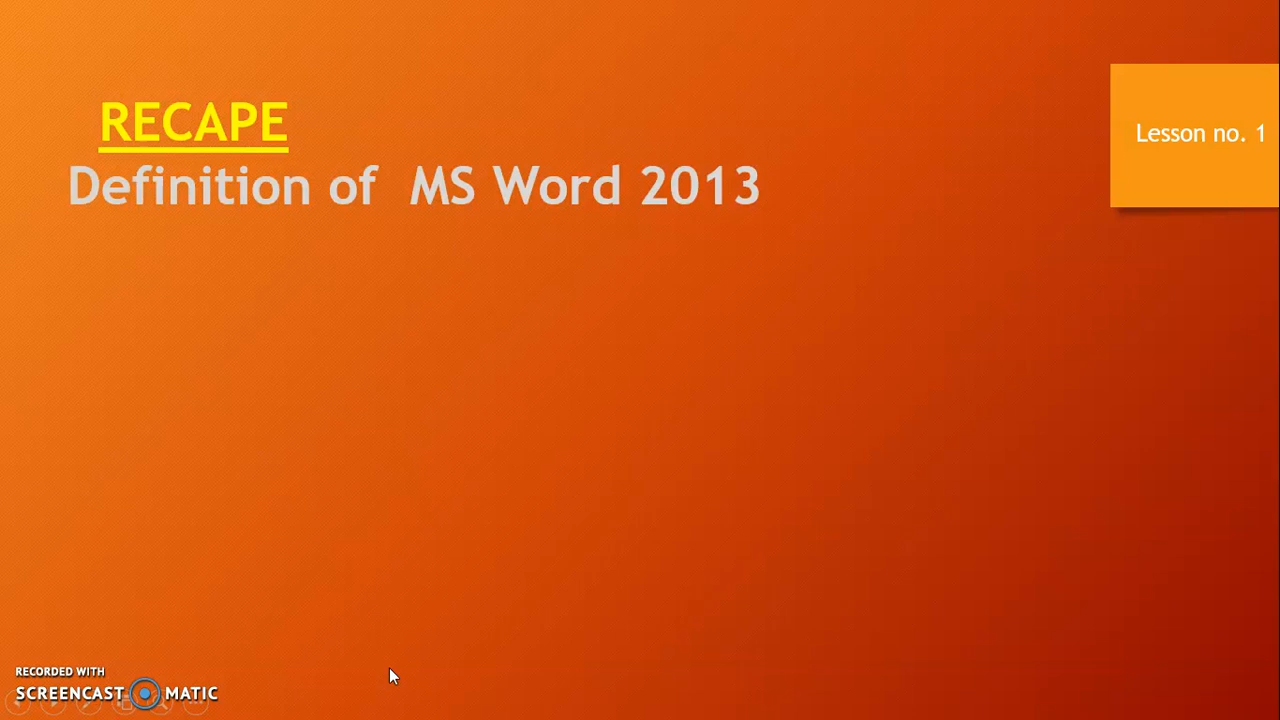 RECAPE
Lesson no. 1
Definition of  MS Word 2013
RECORDED WITH
SCREENCAST MATIC